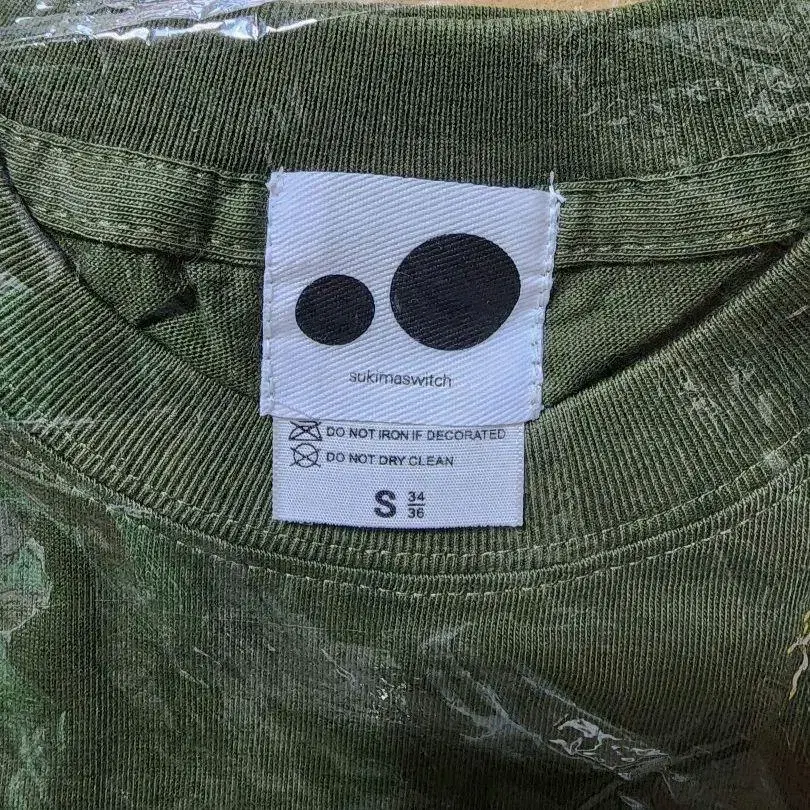 sukimaswitch
DO NOT IRON IF DECORATED
DO NOT DRY CLEAN
S 34
36